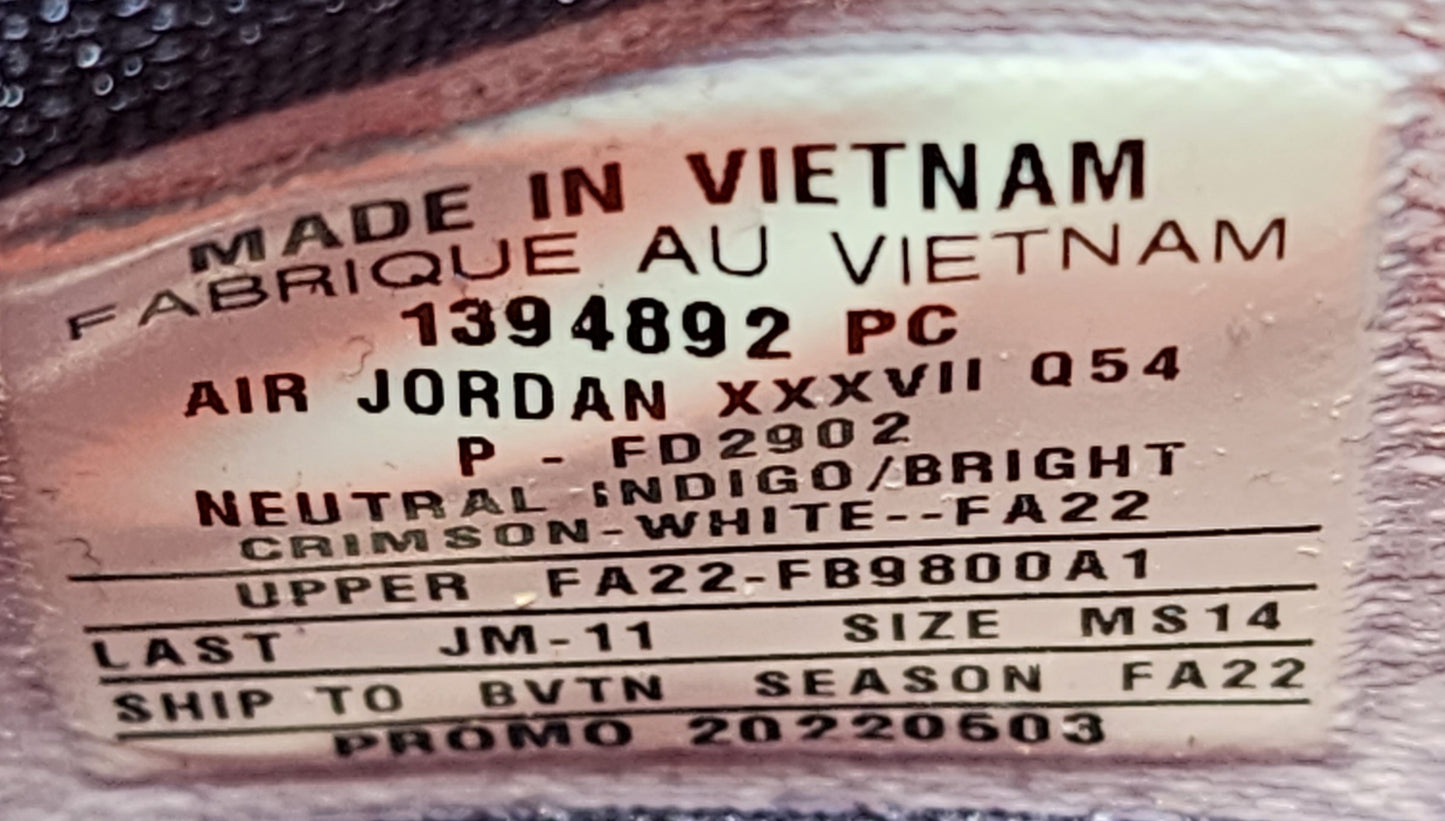 MADE IN VIETNAM
FABRIQUE AU VIETNAM
1394892 PC
AIR JORDAN XXXVII Q54
P - FD2902
NEUTRAL INDIGO/BRIGHT
CRIMSON-WHITE--FA22
UPPER FA22-FB9800A1
LAST JM-11 SIZE MS14
SHIP TO BVTN SEASON FA22
PROMO 20220503